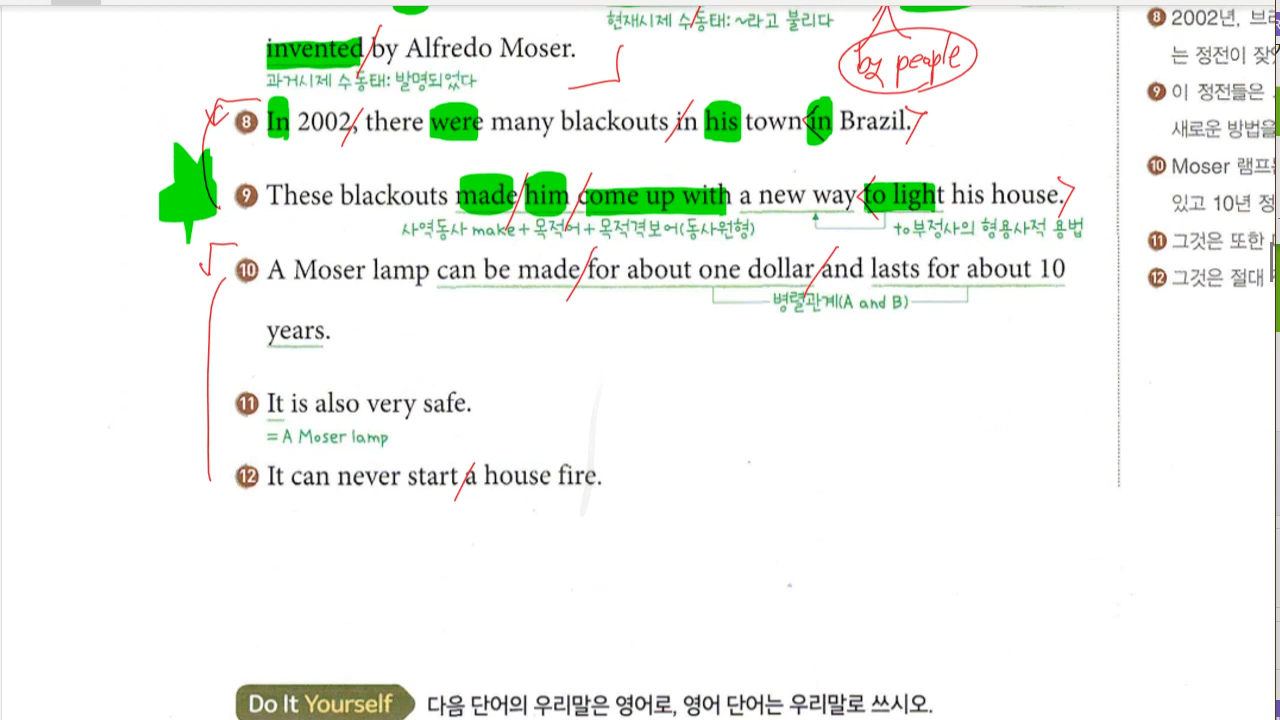 현재시제 수동태: ~라고 불리다
invented by Alfredo Moser.
by people
과거시제 수동태: 발명되었다
8 In 2002, there were many blackouts in his town in Brazil.
9 These blackouts made him come up with a new way to light his house.
사역동사 make + 목적어 + 목적격보어(동사원형)
to부정사의 형용사적 용법
10 A Moser lamp can be made for about one dollar and lasts for about 10
병렬관계(A and B)
years.
11 It is also very safe.
= A Moser lamp
12 It can never start a house fire.
8 2002년,
는 정전이
9 이 정전들은
새로운 방법을
10 Moser 램프는
있고 10년 정
11 그것은 또한
12 그것은 절대
Do It Yourself 다음 단어의 우리말은 영어로, 영어 단어는 우리말로 쓰시오.